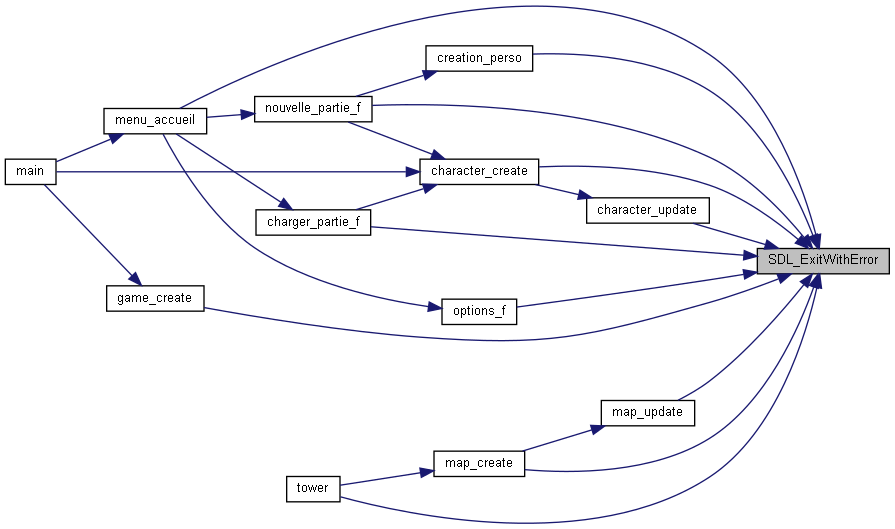 creation_perso
nouvelle_partie_f
menu_accueil
main
character_create
character_update
charger_partie_f
SDL_ExitWithError
game_create
options_f
map_update
map_create
tower